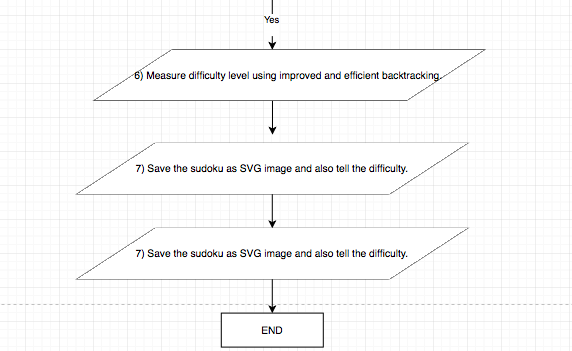 Yes
6) Measure difficulty level using improved and efficient backtracking.
7) Save the sudoku as SVG image and also tell the difficulty.
7) Save the sudoku as SVG image and also tell the difficulty.
END